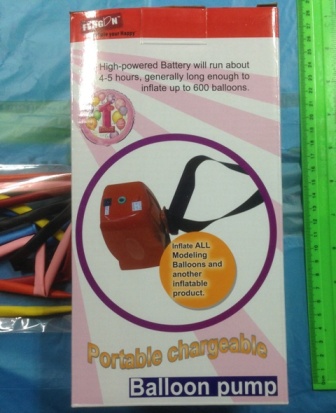 High-powered Battery will run about
4-5 hours, generally long enough to
inflate up to 600 balloons.
1
Inflate ALL
Modeling
Balloons and
another
inflatable
product.
Portable chargeable
Balloon pump